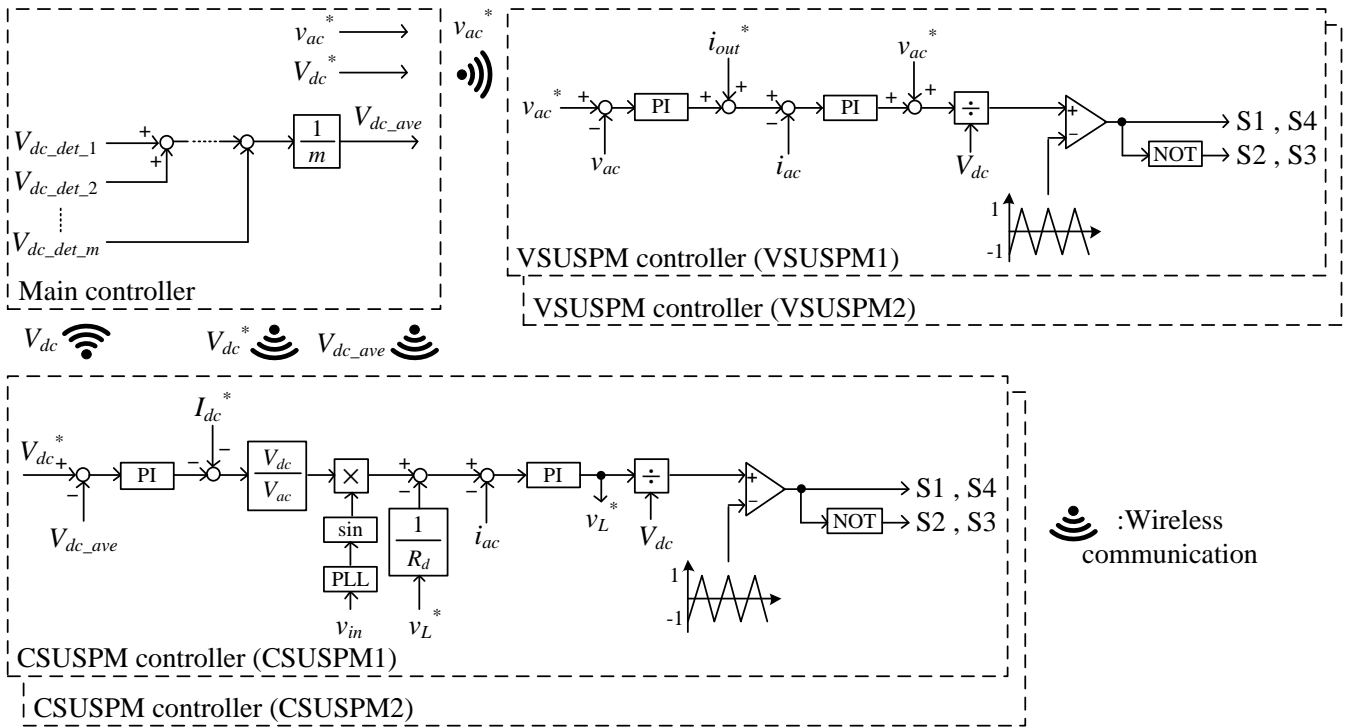 v_ac*
V_dc*
V_dc_det_1
+
+
V_dc_det_2
V_dc_det_m
1
m
V_dc_ave
Main controller
v_ac*
v_ac*
+
−
v_ac
PI
+
i_out*
+
+
−
i_ac
PI
+
v_ac*
+
÷
V_dc
+
−
1
-1
NOT
S1 , S4
S2 , S3
VSUSPM controller (VSUSPM1)
VSUSPM controller (VSUSPM2)
V_dc
V_dc*
V_dc_ave
V_dc*
+
−
V_dc_ave
PI
−
I_dc*
−
V_dc
V_ac
×
sin
PLL
v_in
+
−
1
R_d
v_L*
+
−
i_ac
PI
v_L*
÷
V_dc
+
−
1
-1
NOT
S1 , S4
S2 , S3
CSUSPM controller (CSUSPM1)
CSUSPM controller (CSUSPM2)
:Wireless
communication